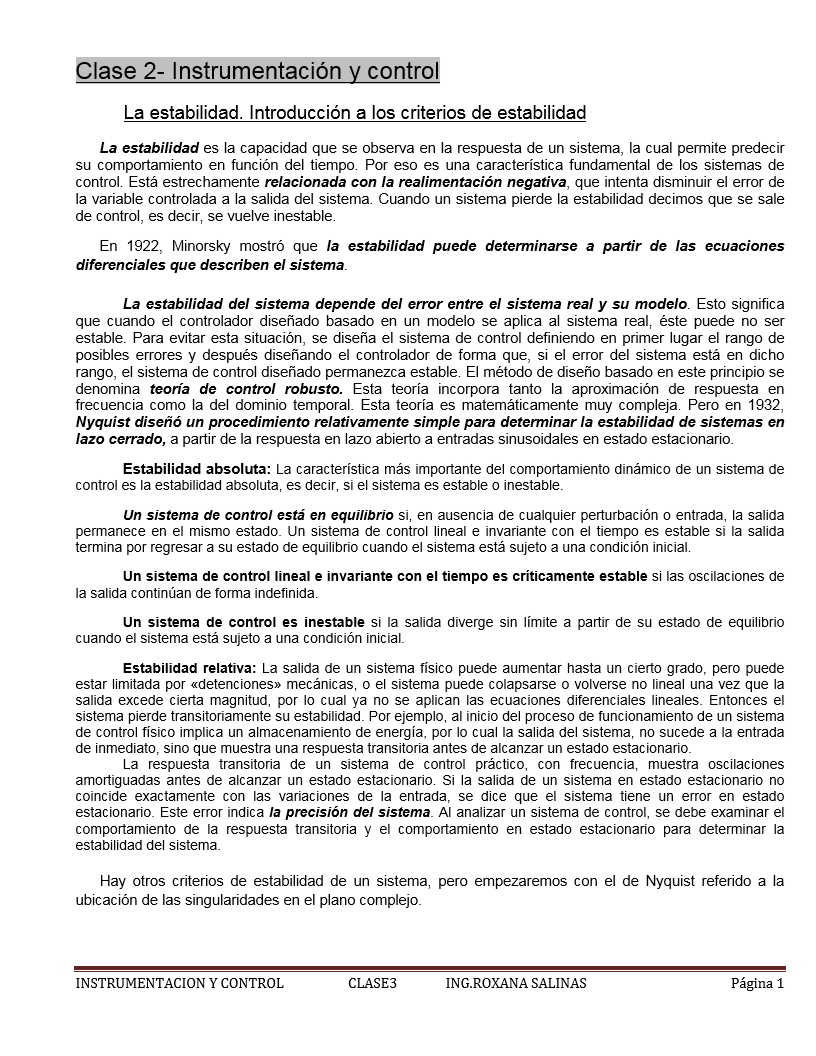 Clase 2- Instrumentación y control
La estabilidad. Introducción a los criterios de estabilidad
La estabilidad es la capacidad que se observa en la respuesta de un sistema, la cual permite predecir
su comportamiento en función del tiempo. Por eso es una característica fundamental de los sistemas de
control. Está estrechamente relacionada con la realimentación negativa, que intenta disminuir el error de
la variable controlada a la salida del sistema. Cuando un sistema pierde la estabilidad decimos que se sale
de control, es decir, se vuelve inestable.
En 1922, Minorsky mostró que la estabilidad puede determinarse a partir de las ecuaciones
diferenciales que describen el sistema.
La estabilidad del sistema depende del error entre el sistema real y su modelo. Esto significa
que cuando el controlador diseñado basado en un modelo se aplica al sistema real, éste puede no ser
estable. Para evitar esta situación, se diseña el sistema de control definiendo en primer lugar el rango de
posibles errores y después diseñando el controlador de forma que, si el error del sistema está en dicho
rango, el sistema de control diseñado permanezca estable. El método de diseño basado en este principio se
denomina teoría de control robusto. Esta teoría incorpora tanto la aproximación de respuesta en
frecuencia como la del dominio temporal. Esta teoría es matemáticamente muy compleja. Pero en 1932,
Nyquist diseñó un procedimiento relativamente simple para determinar la estabilidad de sistemas en
lazo cerrado, a partir de la respuesta en lazo abierto a entradas sinusoidales en estado estacionario.
Estabilidad absoluta: La característica más importante del comportamiento dinámico de un sistema de
control es la estabilidad absoluta, es decir, si el sistema es estable o inestable.
Un sistema de control está en equilibrio si, en ausencia de cualquier perturbación o entrada, la salida
permanece en el mismo estado. Un sistema de control lineal e invariante con el tiempo es estable si la salida
termina por regresar a su estado de equilibrio cuando el sistema está sujeto a una condición inicial.
Un sistema de control lineal e invariante con el tiempo es críticamente estable si las oscilaciones de
la salida continúan de forma indefinida.
Un sistema de control es inestable si la salida diverge sin límite a partir de su estado de equilibrio
cuando el sistema está sujeto a una condición inicial.
Estabilidad relativa: La salida de un sistema físico puede aumentar hasta un cierto grado, pero puede
estar limitada por «detenciones» mecánicas, o el sistema puede colapsarse o volverse no lineal una vez que la
salida excede cierta magnitud, por lo cual ya no se aplican las ecuaciones diferenciales lineales. Entonces el
sistema pierde transitoriamente su estabilidad. Por ejemplo, al inicio del proceso de funcionamiento de un sistema
de control físico implica un almacenamiento de energía, por lo cual la salida del sistema, no sucede a la entrada
de inmediato, sino que muestra una respuesta transitoria antes de alcanzar un estado estacionario.
La respuesta transitoria de un sistema de control práctico, con frecuencia, muestra oscilaciones
amortiguadas antes de alcanzar un estado estacionario. Si la salida de un sistema en estado estacionario no
coincide exactamente con las variaciones de la entrada, se dice que el sistema tiene un error en estado
estacionario. Este error indica la precisión del sistema. Al analizar un sistema de control, se debe examinar el
comportamiento de la respuesta transitoria y el comportamiento en estado estacionario para determinar la
estabilidad del sistema.
Hay otros criterios de estabilidad de un sistema, pero empezaremos con el de Nyquist referido a la
ubicación de las singularidades en el plano complejo.
INSTRUMENTACION Y CONTROL CLASE3 ING.ROXANA SALINAS Página 1